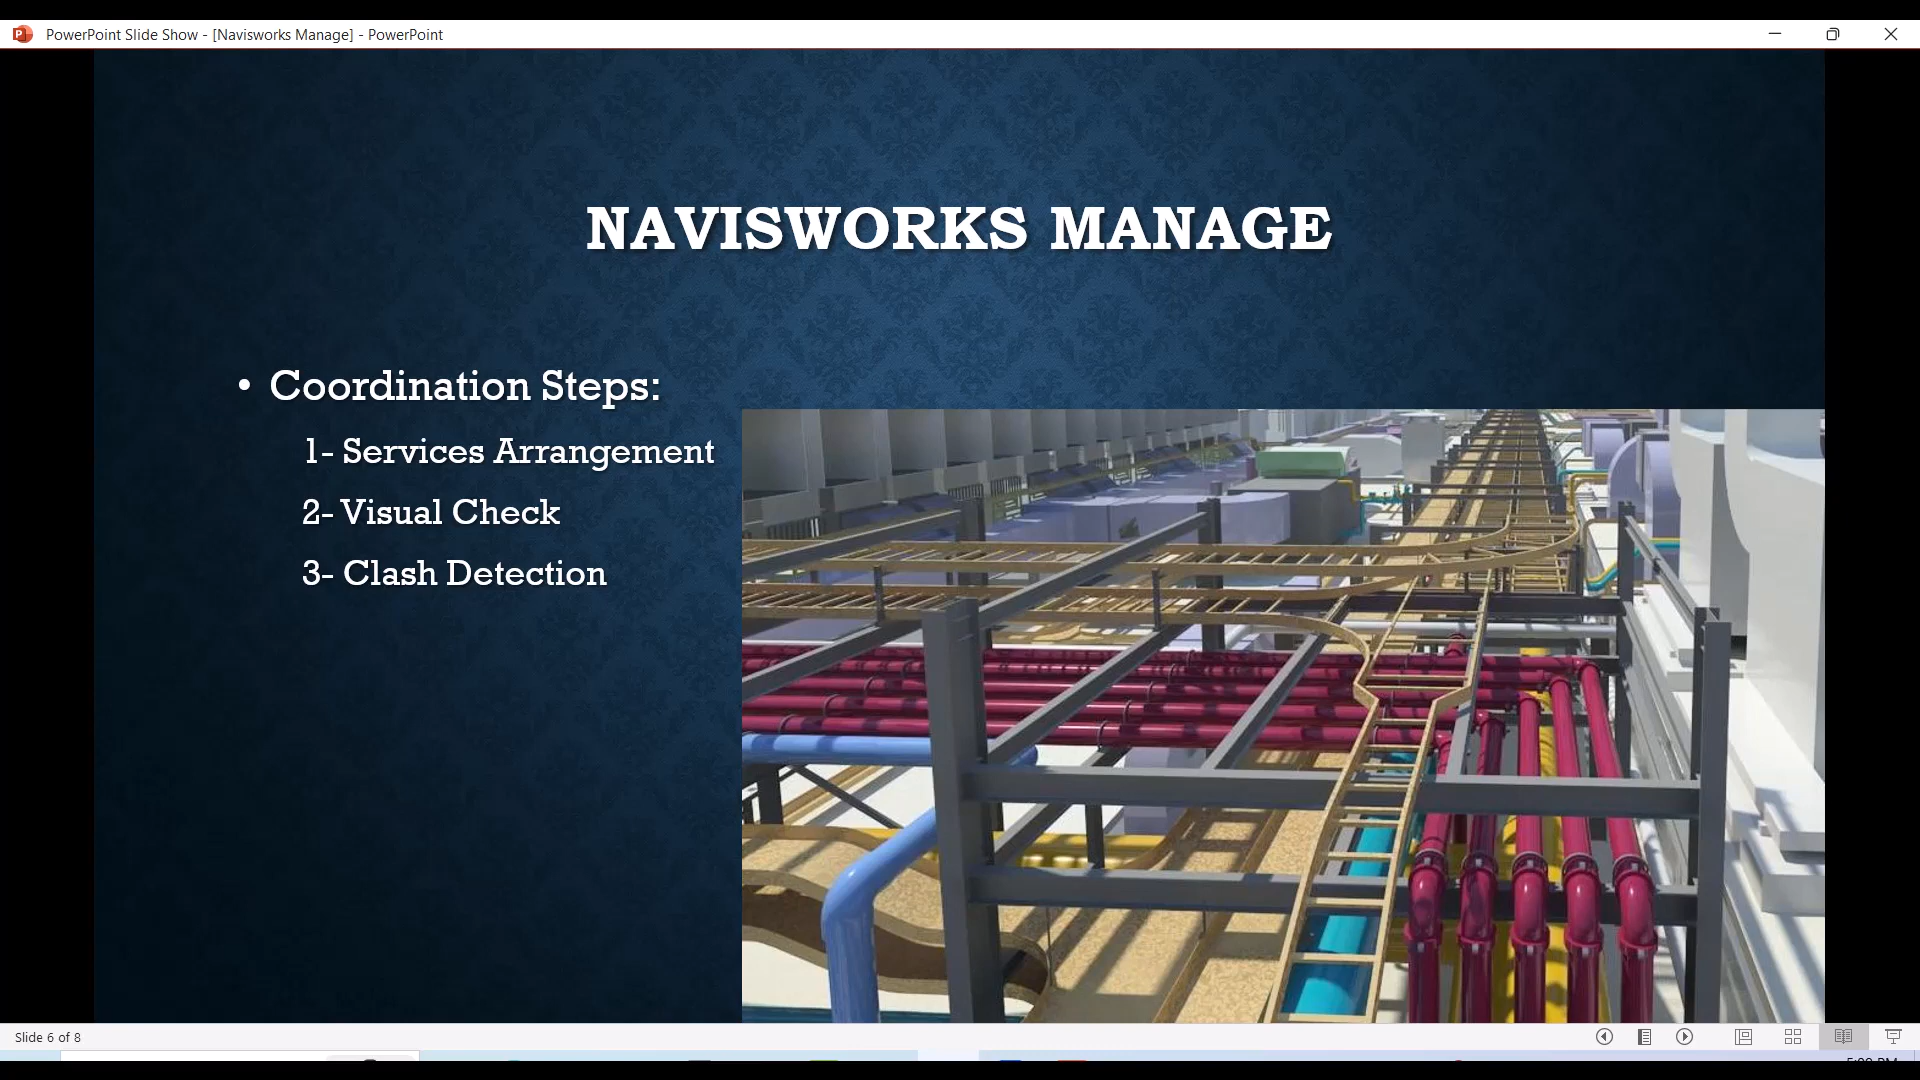 PowerPoint Slide Show - [Navisworks Manage] - PowerPoint
NAVISWORKS MANAGE
• Coordination Steps:
1- Services Arrangement
2- Visual Check
3- Clash Detection
Slide 6 of 8